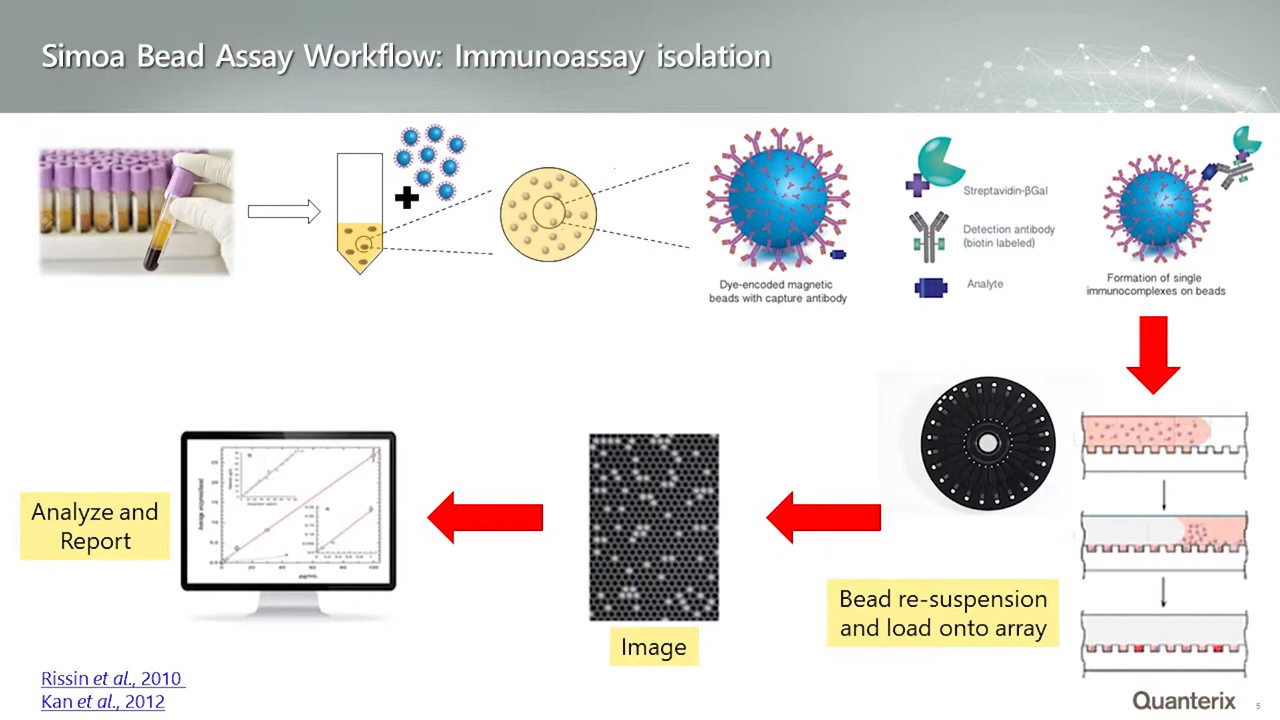 Simoa Bead Assay Workflow: Immunoassay isolation
Streptavidin-βGal
Detection antibody
(biotin labeled)
Analyte
Dye-encoded magnetic
beads with capture antibody
Formation of single
immunocomplexes on beads
Analyze and
Report
Image
Bead re-suspension
and load onto array
Rissin et al., 2010
Kan et al., 2012
Quanterix
5